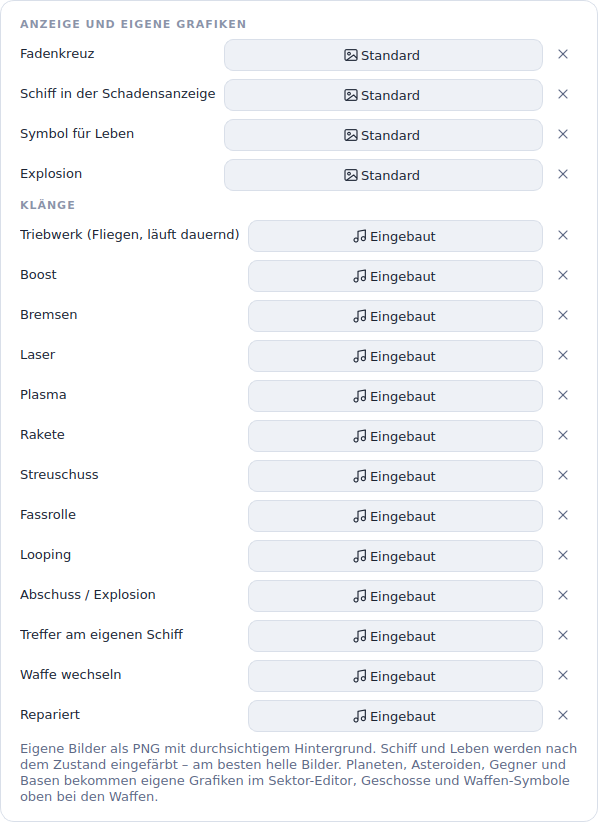 ANZEIGE UND EIGENE GRAFIKEN
Fadenkreuz Standard
Schiff in der Schadensanzeige Standard
Symbol für Leben Standard
Explosion Standard
KLÄNGE
Triebwerk (Fliegen, läuft dauernd) Eingebaut
Boost Eingebaut
Bremsen Eingebaut
Laser Eingebaut
Plasma Eingebaut
Rakete Eingebaut
Streuschuss Eingebaut
Fassrolle Eingebaut
Looping Eingebaut
Abschuss / Explosion Eingebaut
Treffer am eigenen Schiff Eingebaut
Waffe wechseln Eingebaut
Repariert Eingebaut
Eigene Bilder als PNG mit durchsichtigem Hintergrund. Schiff und Leben werden nach
dem Zustand eingefärbt – am besten helle Bilder. Planeten, Asteroiden, Gegner und
Basen bekommen eigene Grafiken im Sektor-Editor, Geschosse und Waffen-Symbole
oben bei den Waffen.